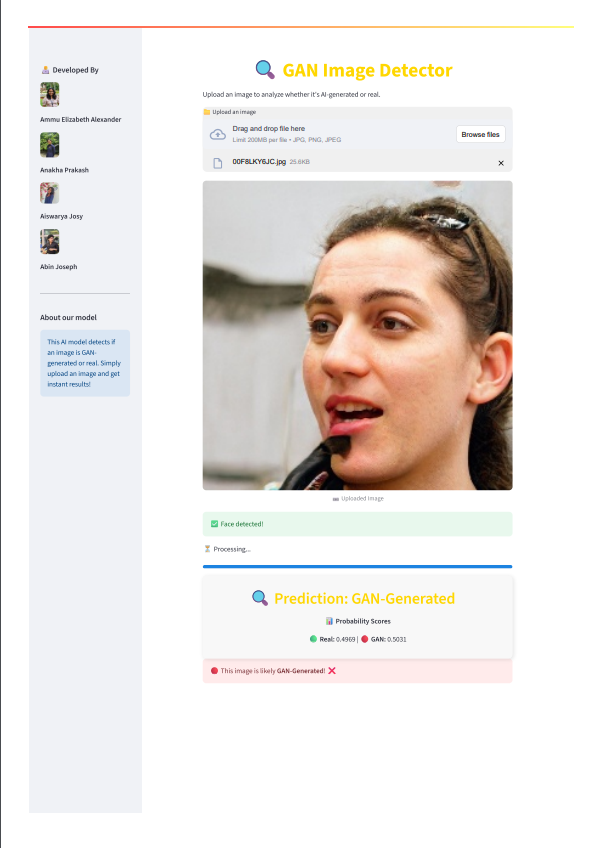 Developed By
Ammu Elizabeth Alexander
Anakha Prakash
Aiswarya Josy
Abin Joseph
About our model
This AI model detects if
an image is GAN-
generated or real. Simply
upload an image and get
instant results!
GAN Image Detector
Upload an image to analyze whether it's AI-generated or real.
Upload an image
Drag and drop file here
Limit 200MB per file • JPG, PNG, JPEG
Browse files
00F8LKY6JC.jpg 25.6KB
Uploaded Image
Face detected!
Processing...
Prediction: GAN-Generated
Probability Scores
Real: 0.4969 | GAN: 0.5031
This image is likely GAN-Generated!